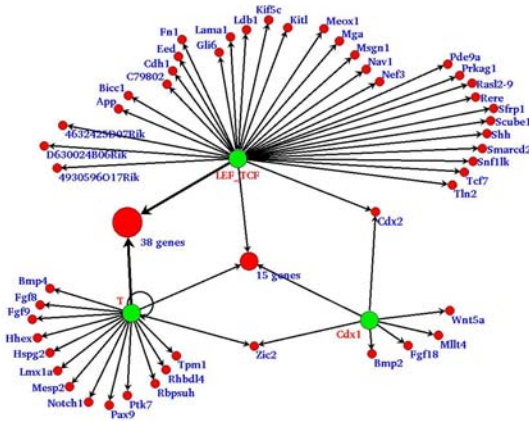 Kif5c
Ldb1
Kitl
Lama1
Meox1
Fn1
Mga
Gli6
Eed
Msgn1
Cdh1
Nav1
C79802
Nef3
Pde9a
Prkag1
Rasl2-9
Rere
Bicc1
App
Sfrp1
Scube1
4632425D07Rik
Shh
D630024B06Rik
Smarcd2
Snf1lk
4930596O17Rik
LEF_TCF
Tcf7
Tln2
Cdx2
38 genes
15 genes
Bmp4
Fgf8
T
Fgf9
Cdx1
Wnt5a
Hhex
Mllt4
Hspg2
Zic2
Fgf18
Bmp2
Tpm1
Lmx1a
Rhbdl4
Mesp2
Rbpsuh
Notch1
Ptk7
Pax9